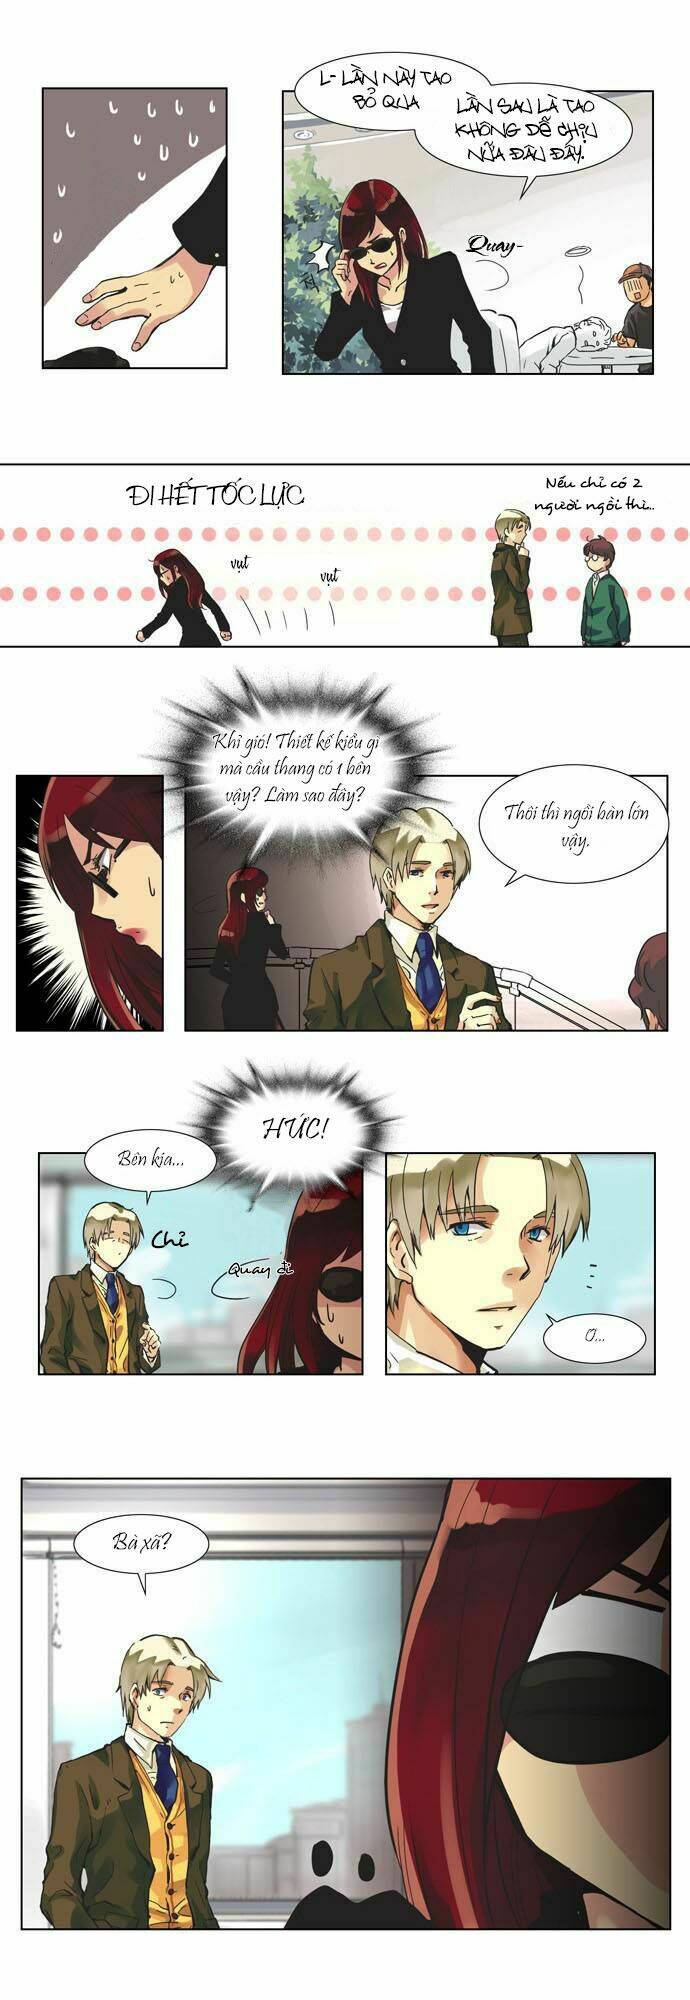 L- LẦN NÀY TAO
BỎ QUA
LẦN SAU LÀ TAO
KHÔNG DỄ CHỊU
NỮA ĐÂU ĐẤY.
Quay-
ĐI HẾT TỐC LỰC
Nếu chỉ có 2
người ngồi thì..
vụt
vụt
Khỉ gió! Thiết kế kiểu gì
mà cầu thang có 1 bên
vậy? Làm sao đây?
Thôi thì ngồi bàn lớn
vậy.
HỨC!
Bên kia...
Chỉ
Quay đi
Ơ...
Bà xã?